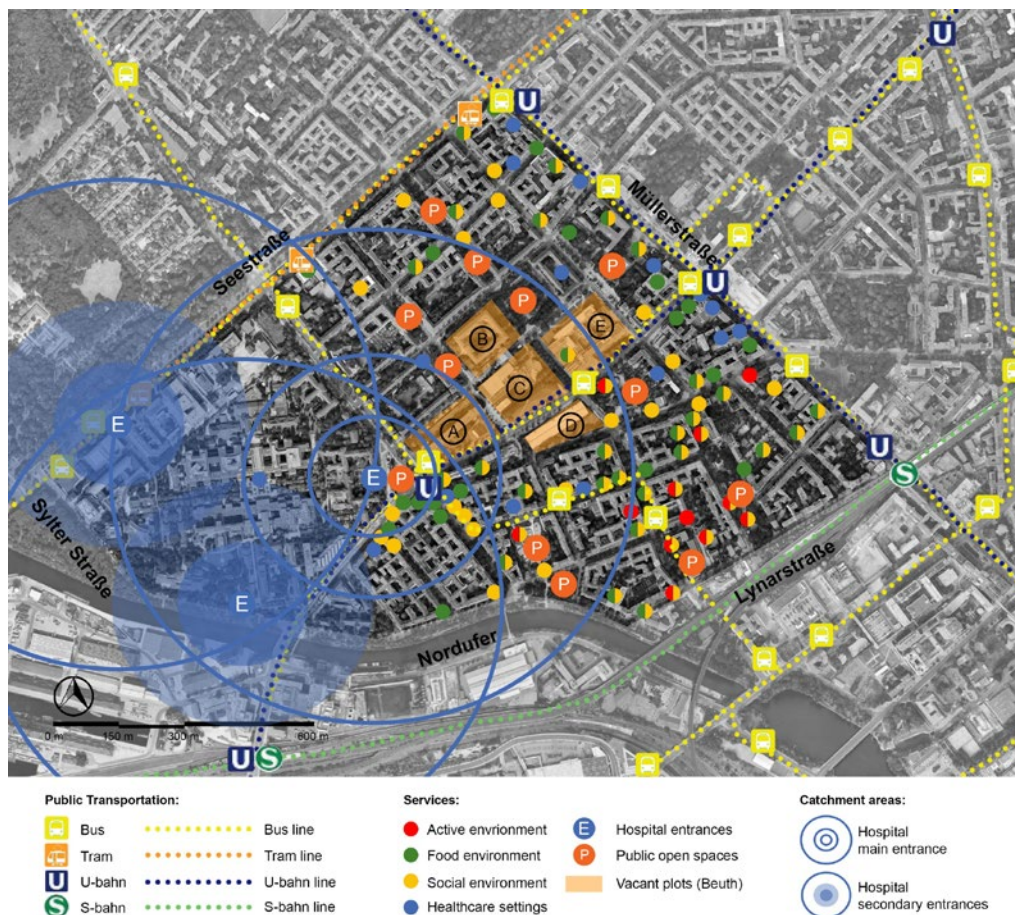 U
U
Müllerstraße
P
Seestraße
P
P
E
P
P
U
B
E
P
C
P
E
A
D
U
E
P
U
S
P
Sylter Straße
P
P
Lynarstraße
E
P
Nordufer
0 m 150 m 300 m 600 m
U S
Public Transportation:
Bus
Bus line
Tram
Tram line
U U-bahn
U-bahn line
S S-bahn
S-bahn line
Services:
Active envrionment
Food environment
Social environment
Healthcare settings
E Hospital entrances
P Public open spaces
Vacant plots (Beuth)
Catchment areas:
Hospital
main entrance
Hospital
secondary entrances